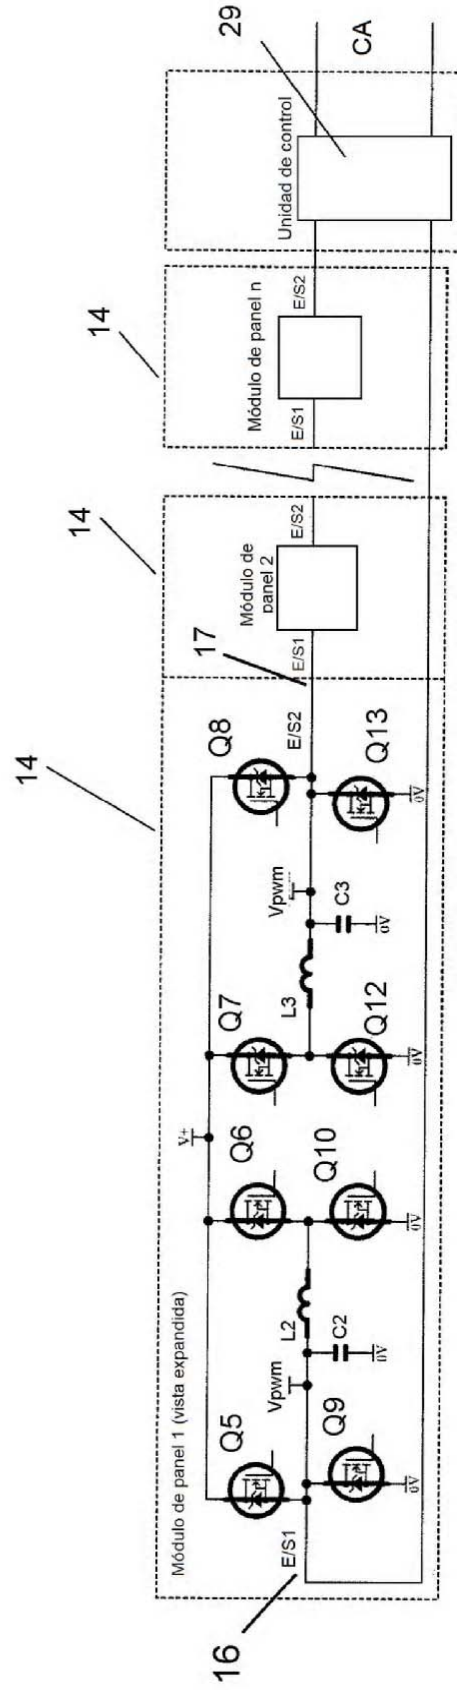 14
14
14
29
Módulo de panel 1 (vista expandida)
V+
Q5
Q6
Q7
Q8
Vpwm
Vpwm
16
E/S1
L2
C2
0V
L3
C3
0V
E/S2
17
Q9
0V
Q10
0V
Q12
0V
Q13
0V
Módulo de
panel 2
E/S1
E/S2
Módulo de panel n
E/S1
E/S2
Unidad de control
CA